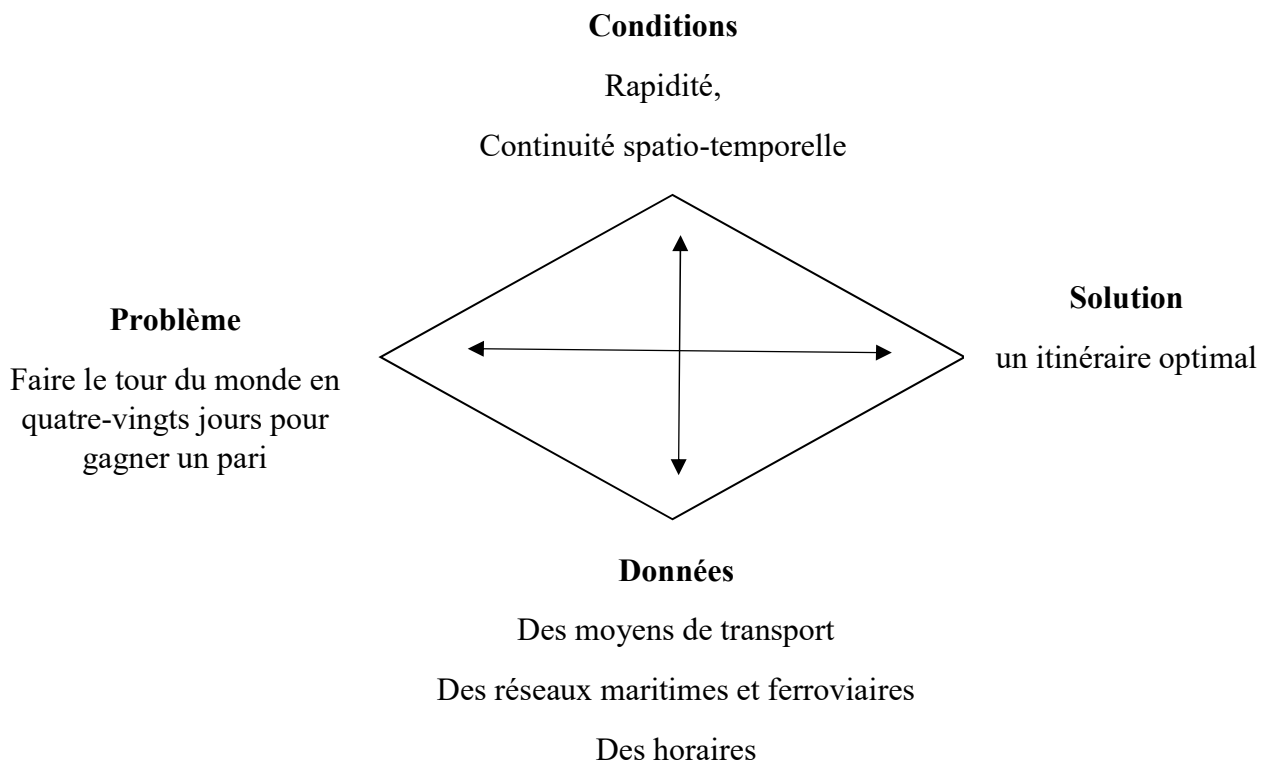 Conditions
Rapidité,
Continuité spatio-temporelle
Problème
Faire le tour du monde en
quatre-vingts jours pour
gagner un pari
Solution
un itinéraire optimal
Données
Des moyens de transport
Des réseaux maritimes et ferroviaires
Des horaires